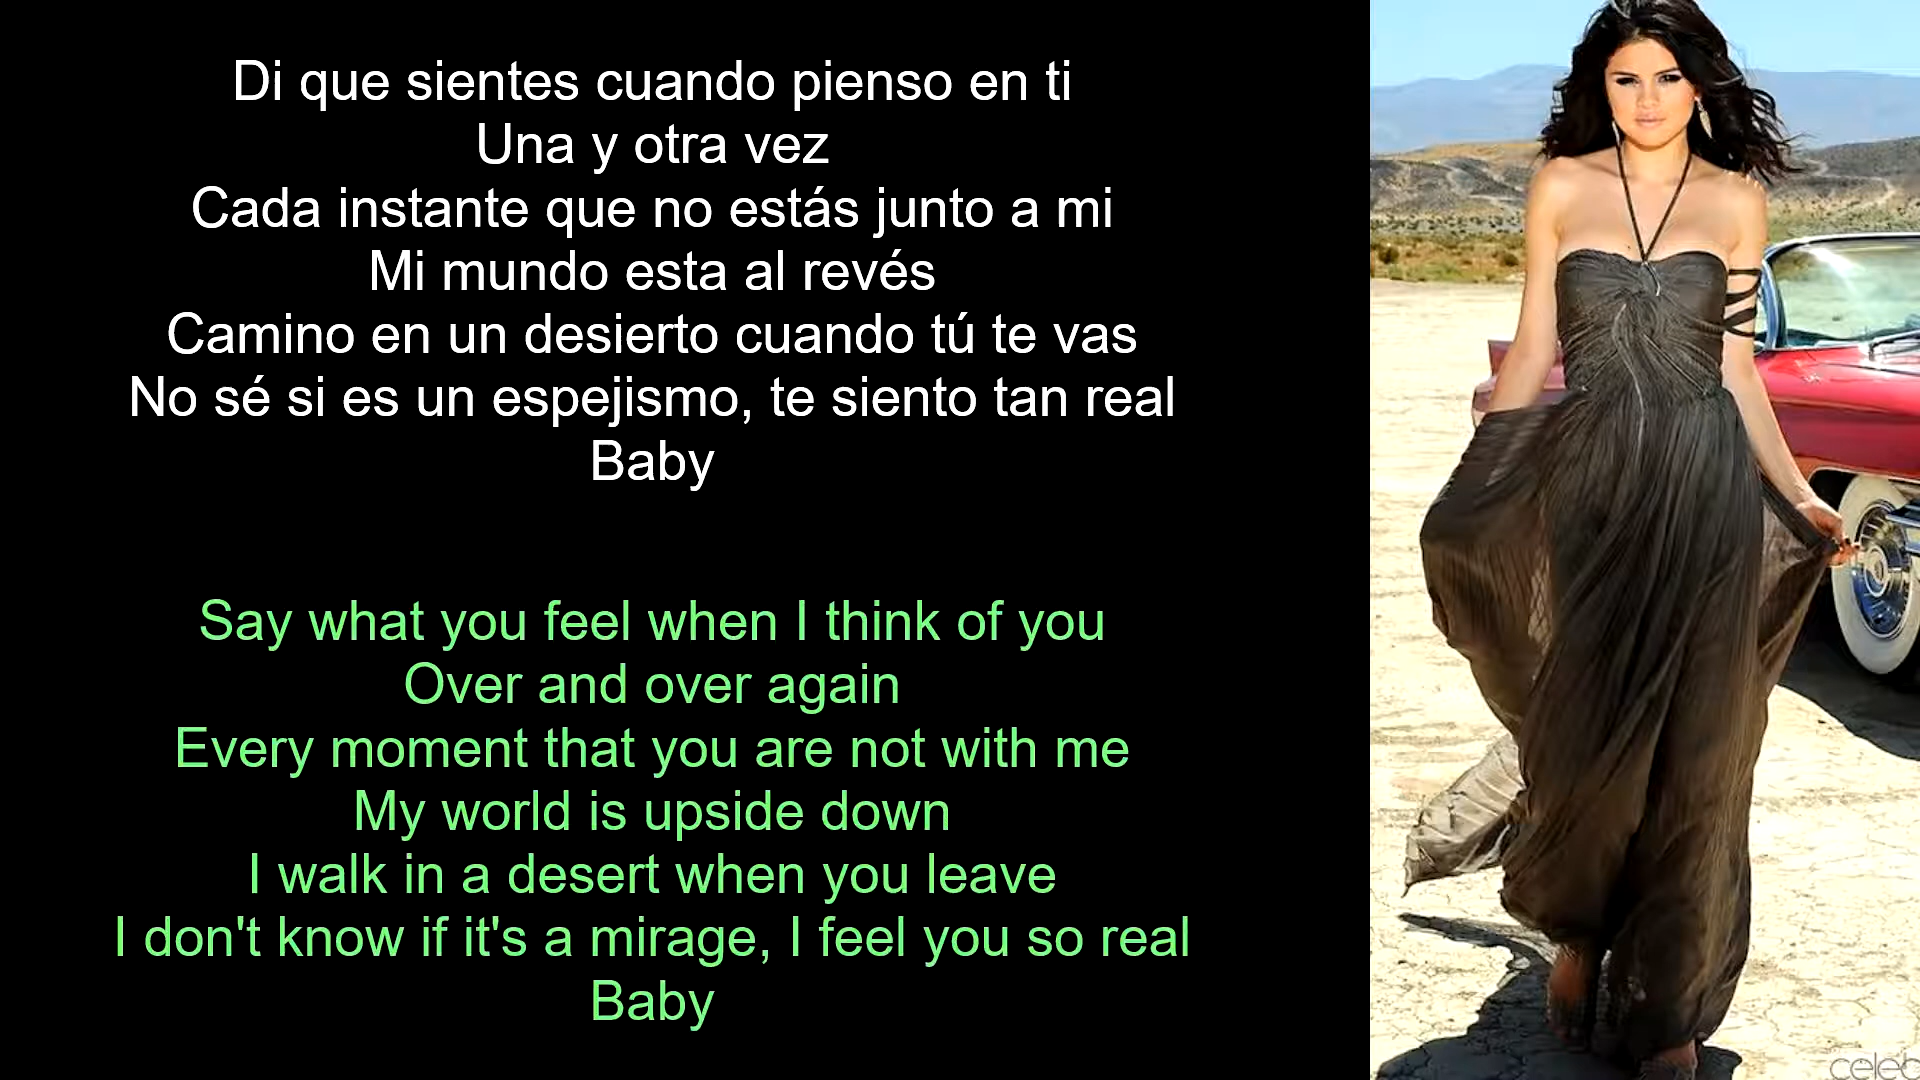 Di que sientes cuando pienso en ti
Una y otra vez
Cada instante que no estás junto a mi
Mi mundo esta al revés
Camino en un desierto cuando tú te vas
No sé si es un espejismo, te siento tan real
Baby
Say what you feel when I think of you
Over and over again
Every moment that you are not with me
My world is upside down
I walk in a desert when you leave
I don't know if it's a mirage, I feel you so real
Baby
celeb